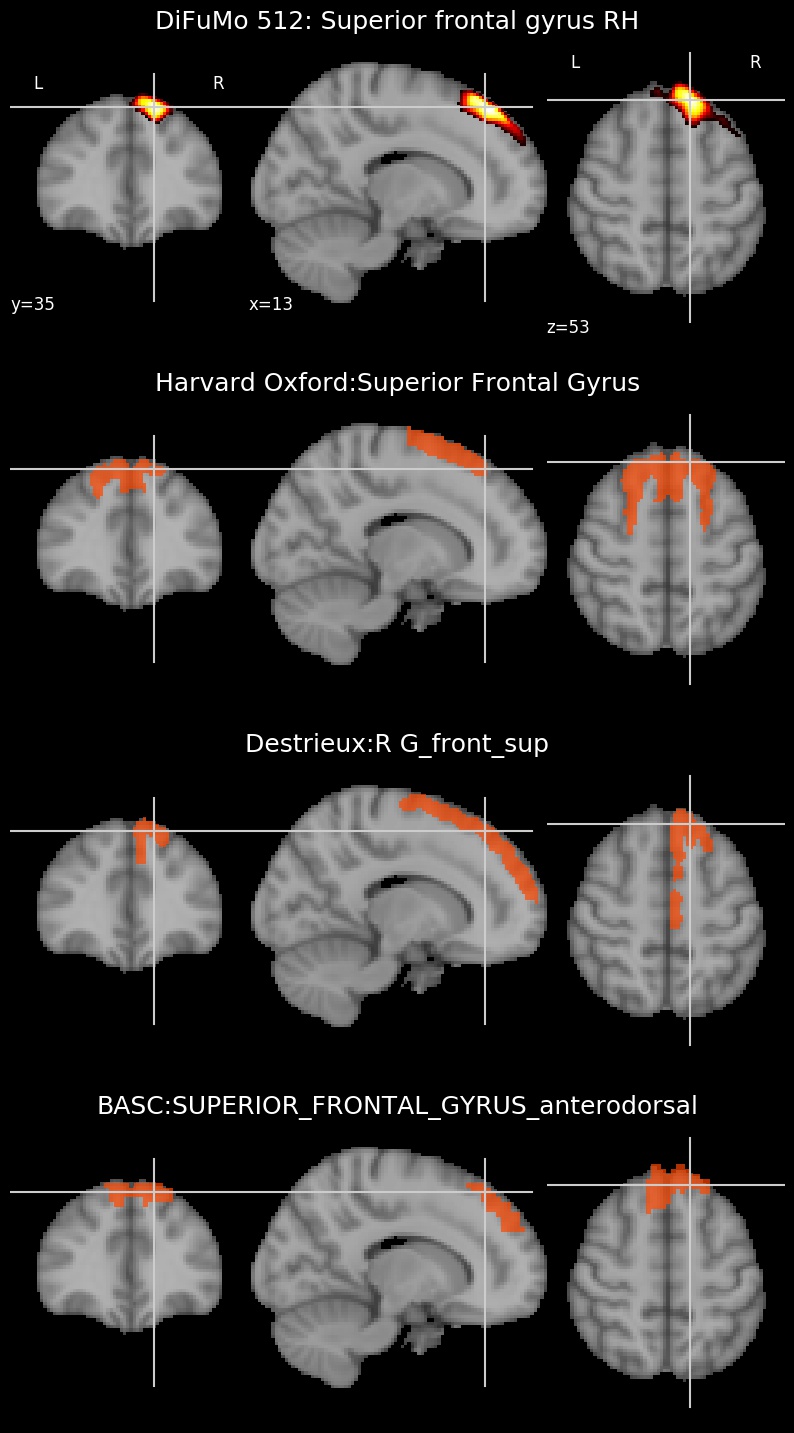 DiFuMo 512: Superior frontal gyrus RH
L R
L R
y=35
x=13
z=53
Harvard Oxford:Superior Frontal Gyrus
Destrieux:R G_front_sup
BASC:SUPERIOR_FRONTAL_GYRUS_anterodorsal